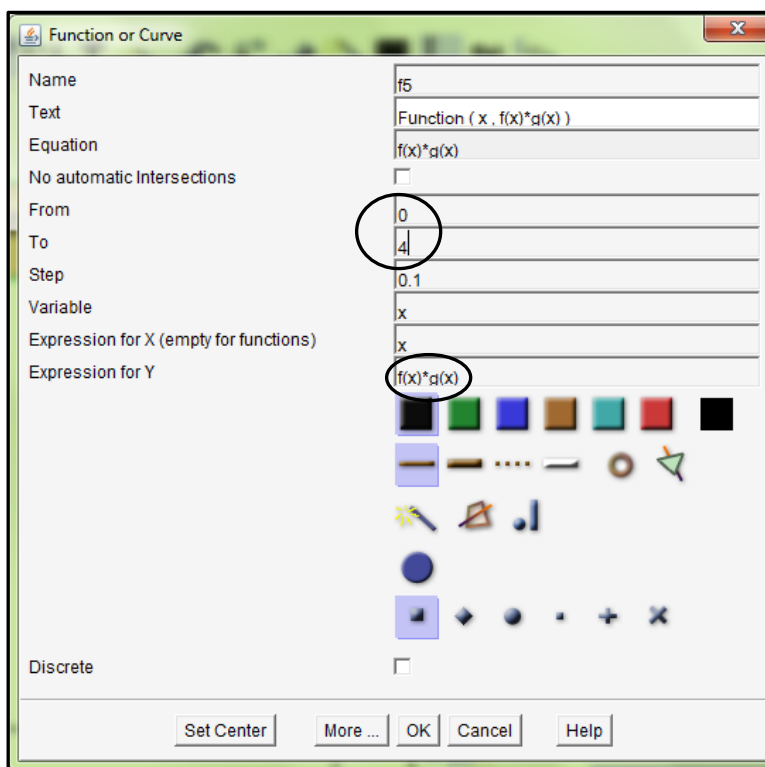 Function or Curve
Name f5
Text Function ( x , f(x)*g(x) )
Equation f(x)*g(x)
No automatic Intersections
From 0
To 4
Step 0.1
Variable x
Expression for X (empty for functions) x
Expression for Y f(x)*g(x)
Discrete
Set Center More ... OK Cancel Help